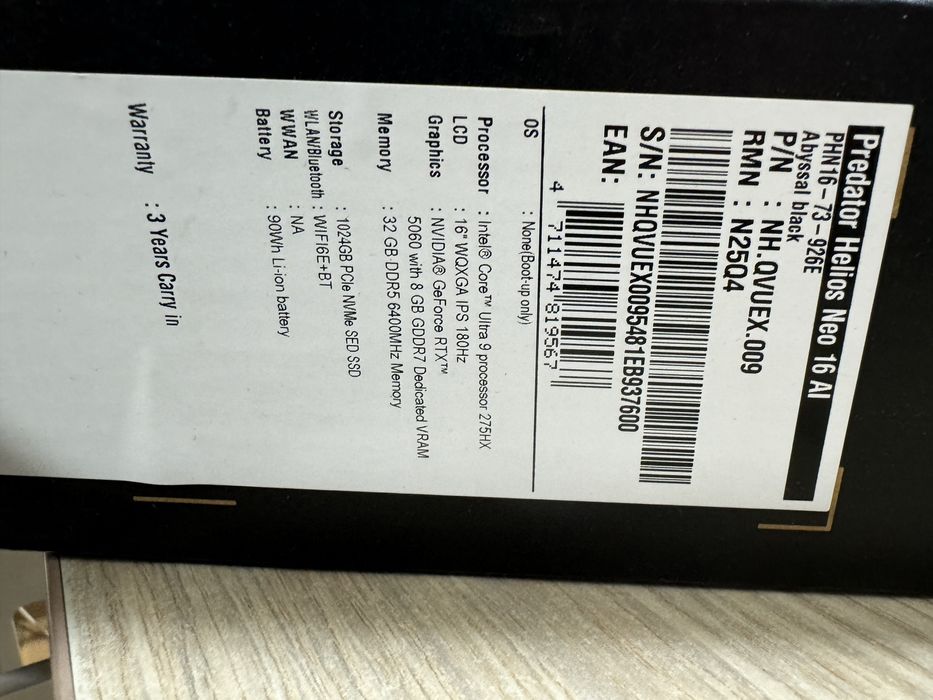 Predator Helios Neo 16 AI
PHN16-73-926E
Abyssal black
P/N : NH.QVUEX.009
RMN : N25Q4
S/N: NHQVUEX0095481EB937600
EAN:
4 711474 819567
OS : None(Boot-up only)
Processor : Intel® Core™ Ultra 9 processor 275HX
LCD : 16" WQXGA IPS 180Hz
Graphics : NVIDIA® GeForce RTX™
5060 with 8 GB GDDR7 Dedicated VRAM
Memory : 32 GB DDR5 6400MHz Memory
Storage : 1024GB PCIe NVMe SED SSD
WLAN/Bluetooth : WIFI6E+BT
WWAN : NA
Battery : 90Wh Li-ion battery
Warranty : 3 Years Carry in